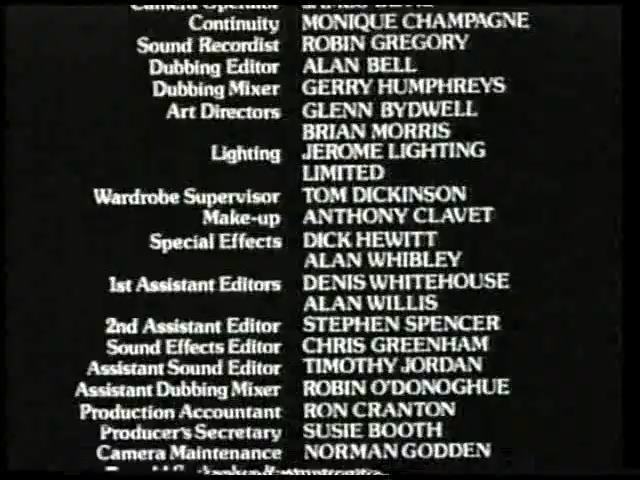 Continuity MONIQUE CHAMPAGNE
Sound Recordist ROBIN GREGORY
Dubbing Editor ALAN BELL
Dubbing Mixer GERRY HUMPHREYS
Art Directors GLENN BYDWELL
BRIAN MORRIS
Lighting JEROME LIGHTING
LIMITED
Wardrobe Supervisor TOM DICKINSON
Make-up ANTHONY CLAVET
Special Effects DICK HEWITT
ALAN WHIBLEY
1st Assistant Editors DENIS WHITEHOUSE
ALAN WILLIS
2nd Assistant Editor STEPHEN SPENCER
Sound Effects Editor CHRIS GREENHAM
Assistant Sound Editor TIMOTHY JORDAN
Assistant Dubbing Mixer ROBIN O'DONOGHUE
Production Accountant RON CRANTON
Producer's Secretary SUSIE BOOTH
Camera Maintenance NORMAN GODDEN